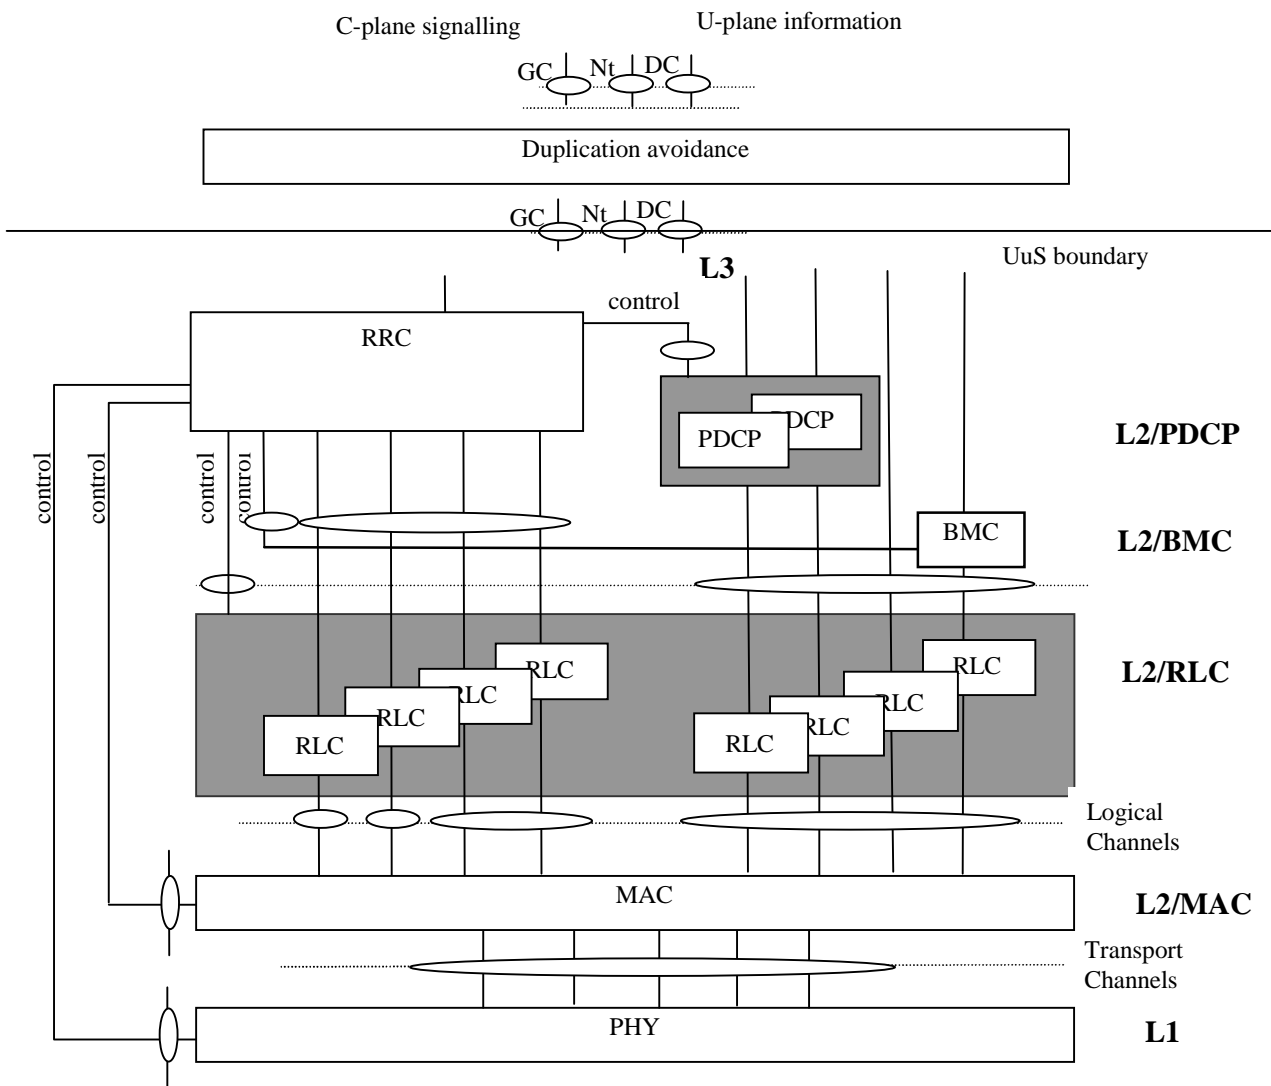 C-plane signalling
U-plane information
GC Nt DC
Duplication avoidance
GC Nt DC
UuS boundary
L3
control
RRC
control
control
control
control
PDCP
PDCP
L2/PDCP
BMC
L2/BMC
RLC
RLC
RLC
RLC
RLC
RLC
RLC
RLC
L2/RLC
Logical
Channels
MAC
L2/MAC
Transport
Channels
PHY
L1